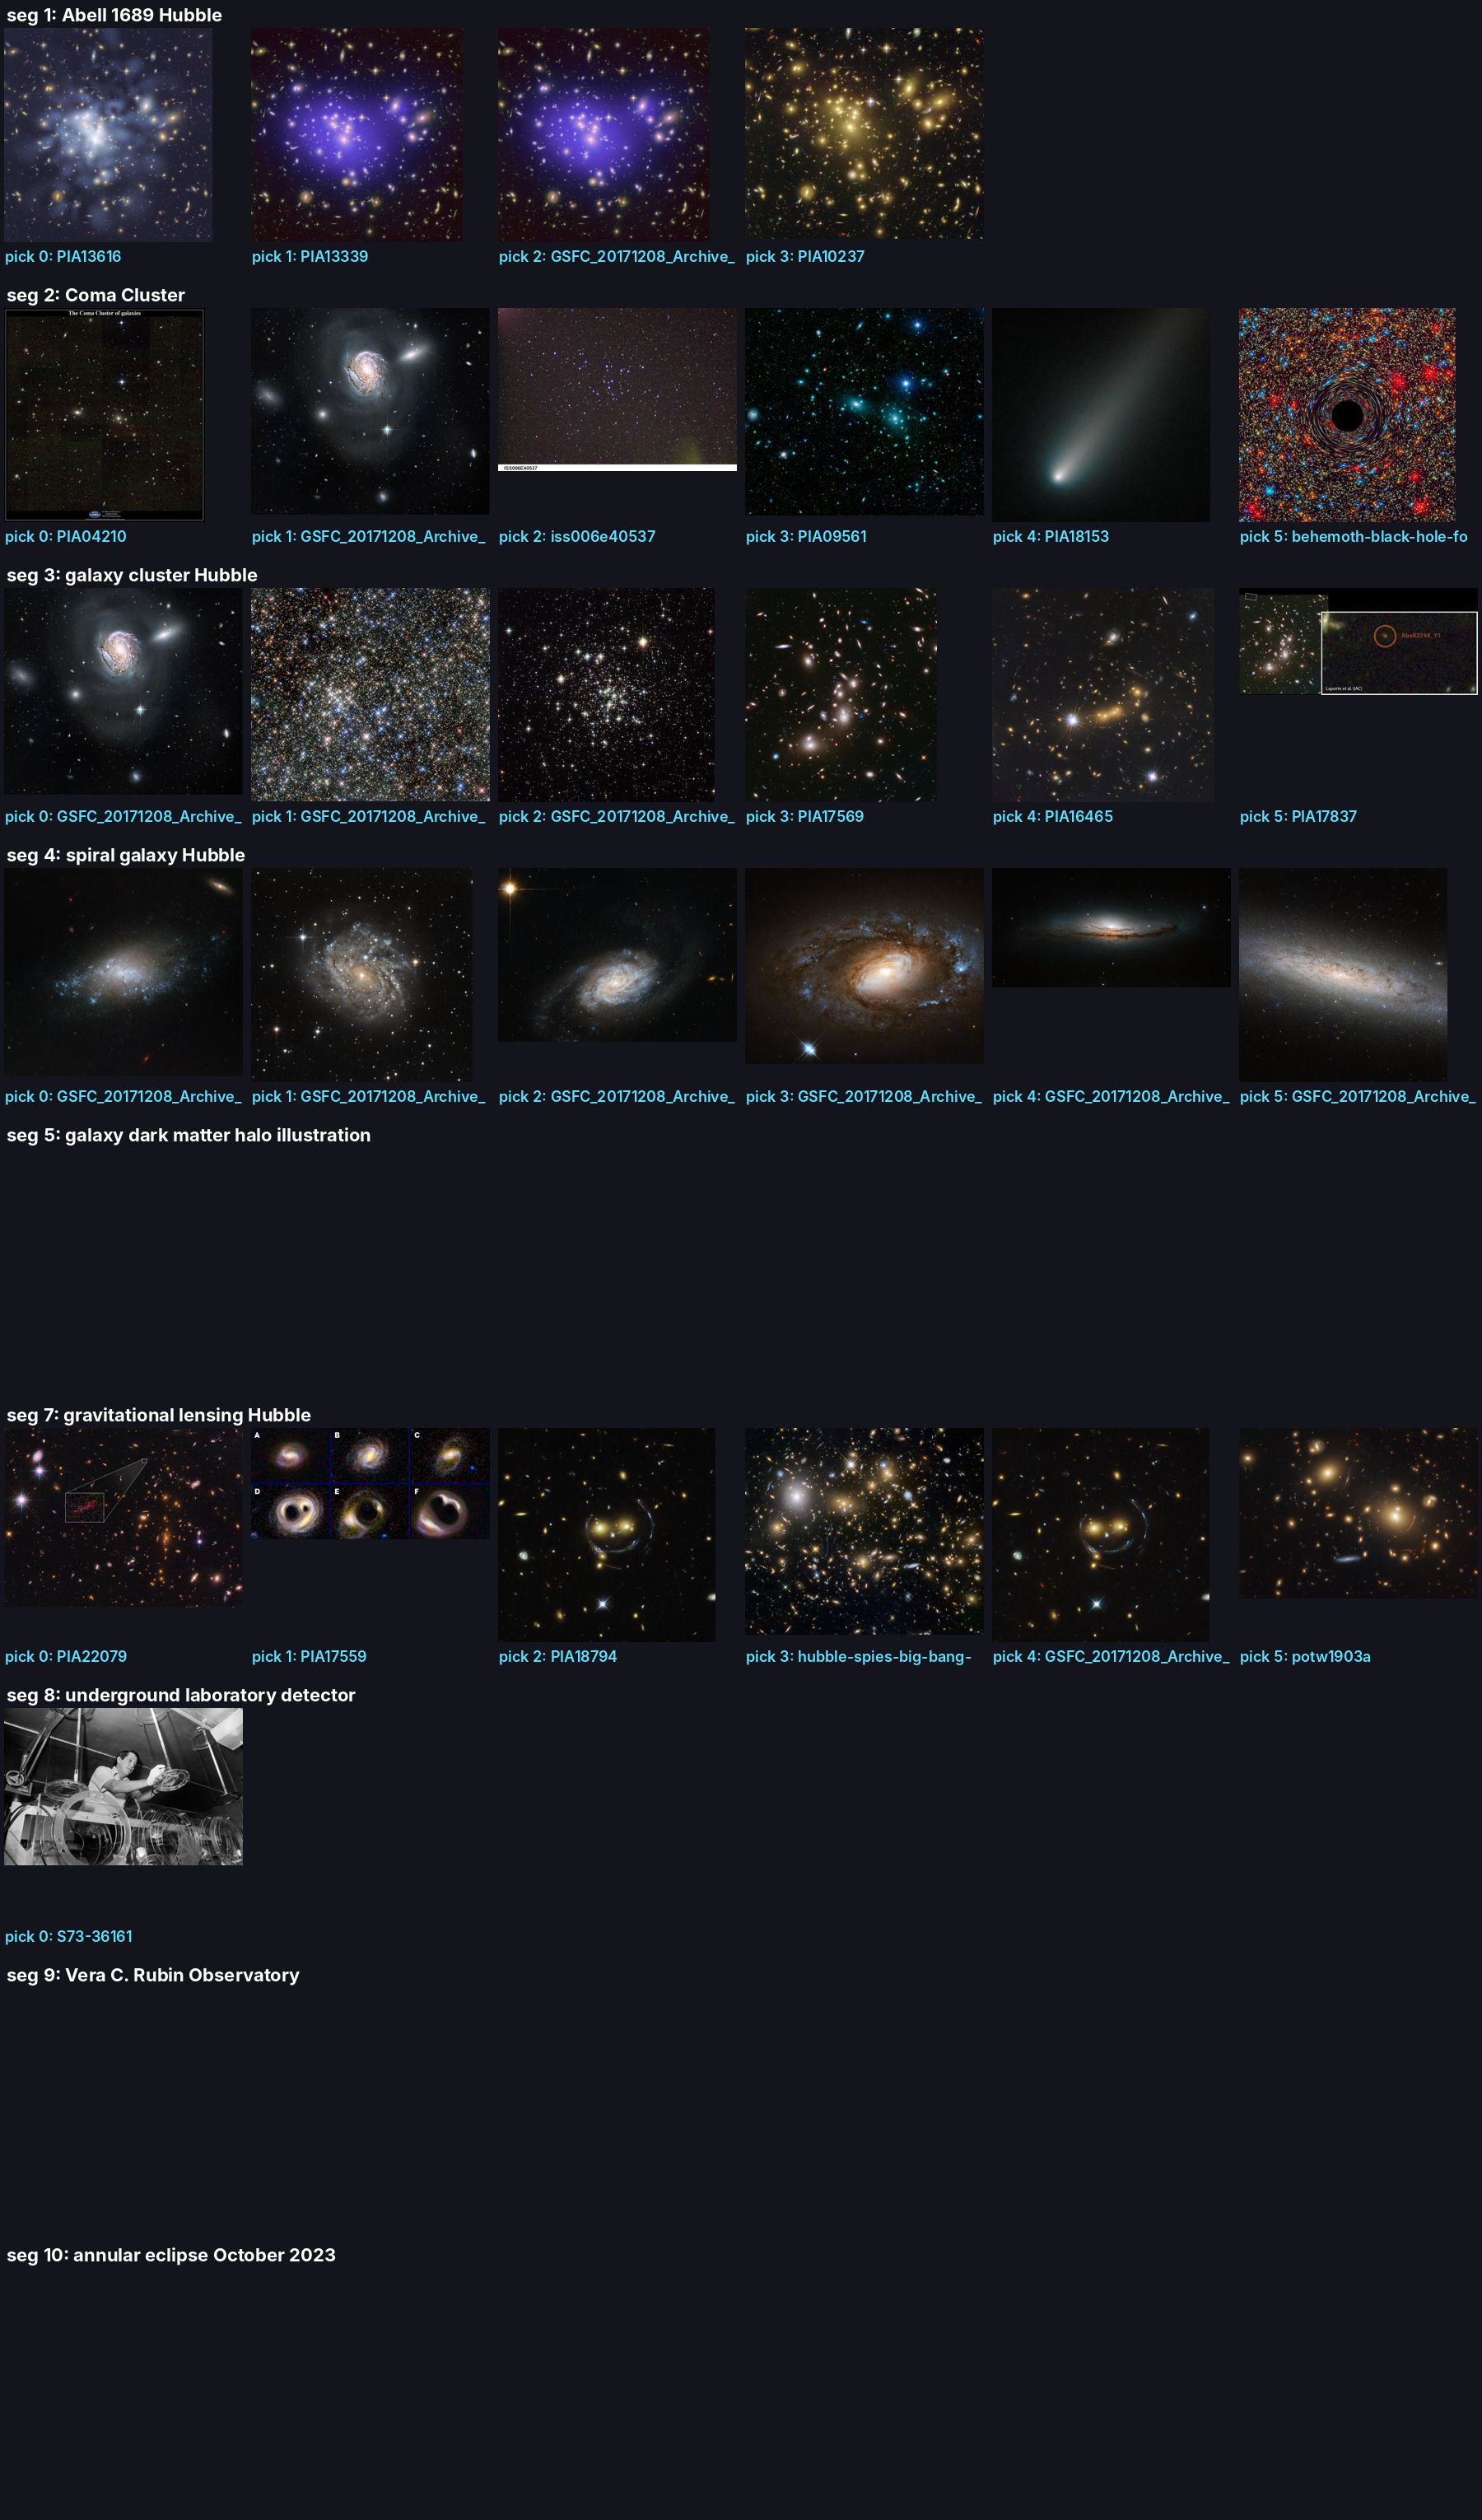 seg 1: Abell 1689 Hubble
pick 0: PIA13616
pick 1: PIA13339
pick 2: GSFC_20171208_Archive_
pick 3: PIA10237
seg 2: Coma Cluster
The Coma Cluster of galaxies
ISS006E40537
pick 0: PIA04210
pick 1: GSFC_20171208_Archive_
pick 2: iss006e40537
pick 3: PIA09561
pick 4: PIA18153
pick 5: behemoth-black-hole-fo
seg 3: galaxy cluster Hubble
Abell2744_Y1
Laporte et al. (IAC)
pick 0: GSFC_20171208_Archive_
pick 1: GSFC_20171208_Archive_
pick 2: GSFC_20171208_Archive_
pick 3: PIA17569
pick 4: PIA16465
pick 5: PIA17837
seg 4: spiral galaxy Hubble
pick 0: GSFC_20171208_Archive_
pick 1: GSFC_20171208_Archive_
pick 2: GSFC_20171208_Archive_
pick 3: GSFC_20171208_Archive_
pick 4: GSFC_20171208_Archive_
pick 5: GSFC_20171208_Archive_
seg 5: galaxy dark matter halo illustration
seg 7: gravitational lensing Hubble
A B C
D E F
pick 0: PIA22079
pick 1: PIA17559
pick 2: PIA18794
pick 3: hubble-spies-big-bang-
pick 4: GSFC_20171208_Archive_
pick 5: potw1903a
seg 8: underground laboratory detector
pick 0: S73-36161
seg 9: Vera C. Rubin Observatory
seg 10: annular eclipse October 2023